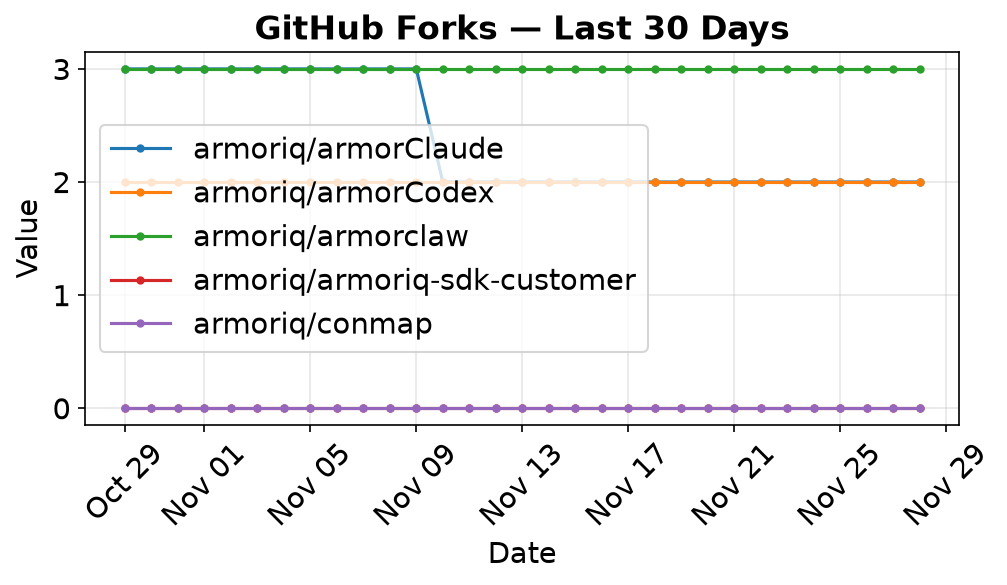 GitHub Forks — Last 30 Days
3
2
1
0
Value
armoriq/armorClaude
armoriq/armorCodex
armoriq/armorclaw
armoriq/armoriq-sdk-customer
armoriq/conmap
Oct 29
Nov 01
Nov 05
Nov 09
Nov 13
Nov 17
Nov 21
Nov 25
Nov 29
Date